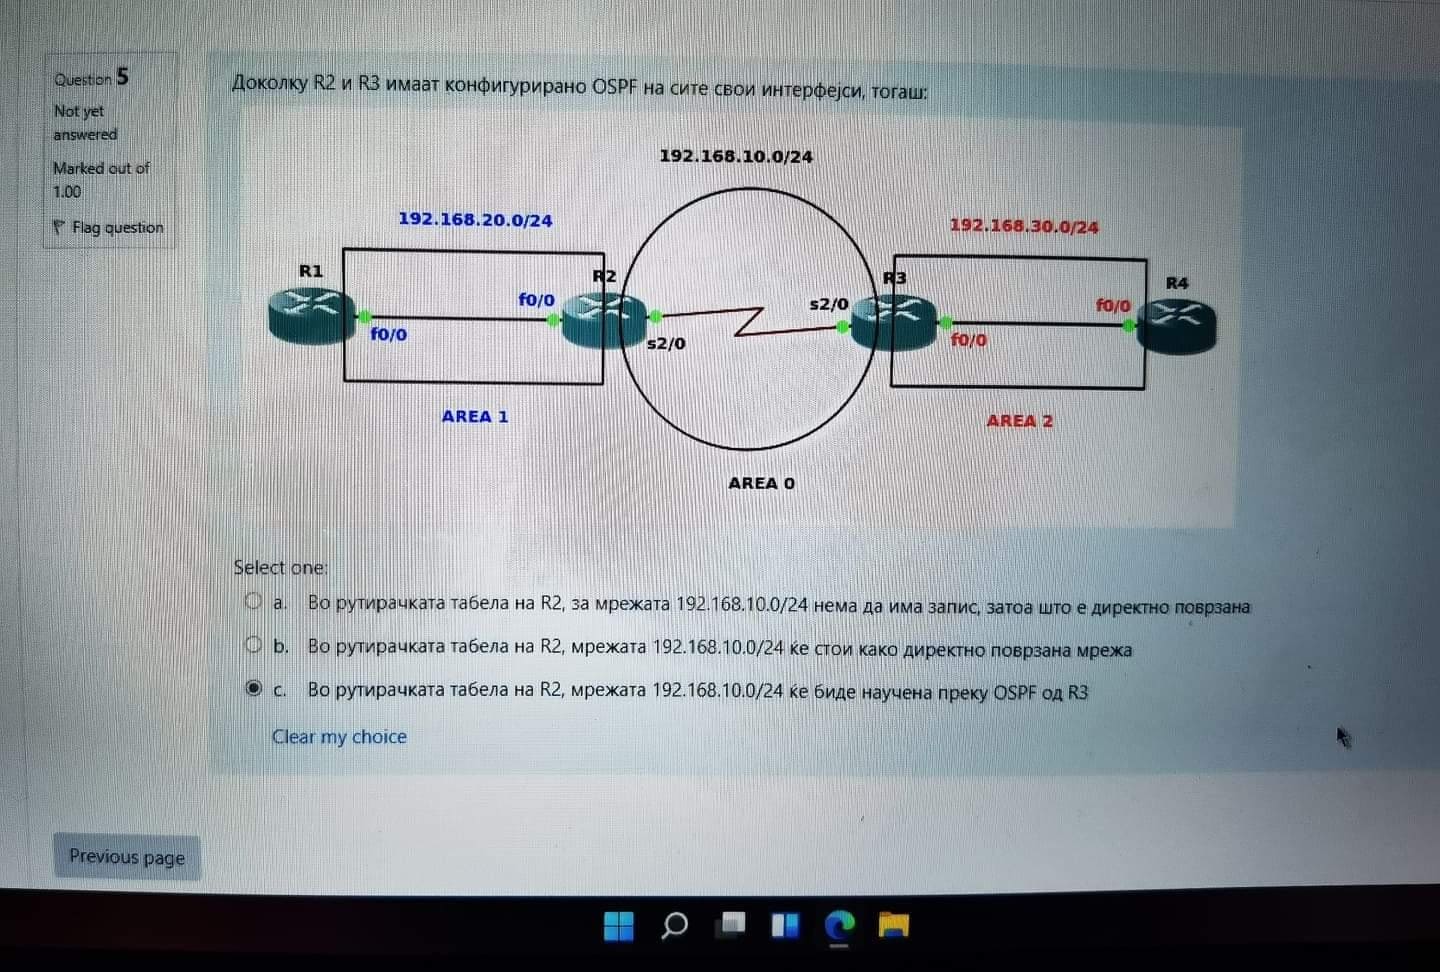 Question 5
Not yet
answered
Marked out of
1.00
Flag question
Доколку R2 и R3 имаат конфигурирано OSPF на сите свои интерфејси, тогаш:
192.168.10.0/24
192.168.20.0/24
192.168.30.0/24
R1
R2
R3
R4
f0/0
f0/0
s2/0
s2/0
f0/0
f0/0
AREA 1
AREA 2
AREA 0
Select one:
a. Во рутирачката табела на R2, за мрежата 192.168.10.0/24 нема да има запис, затоа што е директно поврзана
b. Во рутирачката табела на R2, мрежата 192.168.10.0/24 ќе стои како директно поврзана мрежа
c. Во рутирачката табела на R2, мрежата 192.168.10.0/24 ќе биде научена преку OSPF од R3
Clear my choice
Previous page